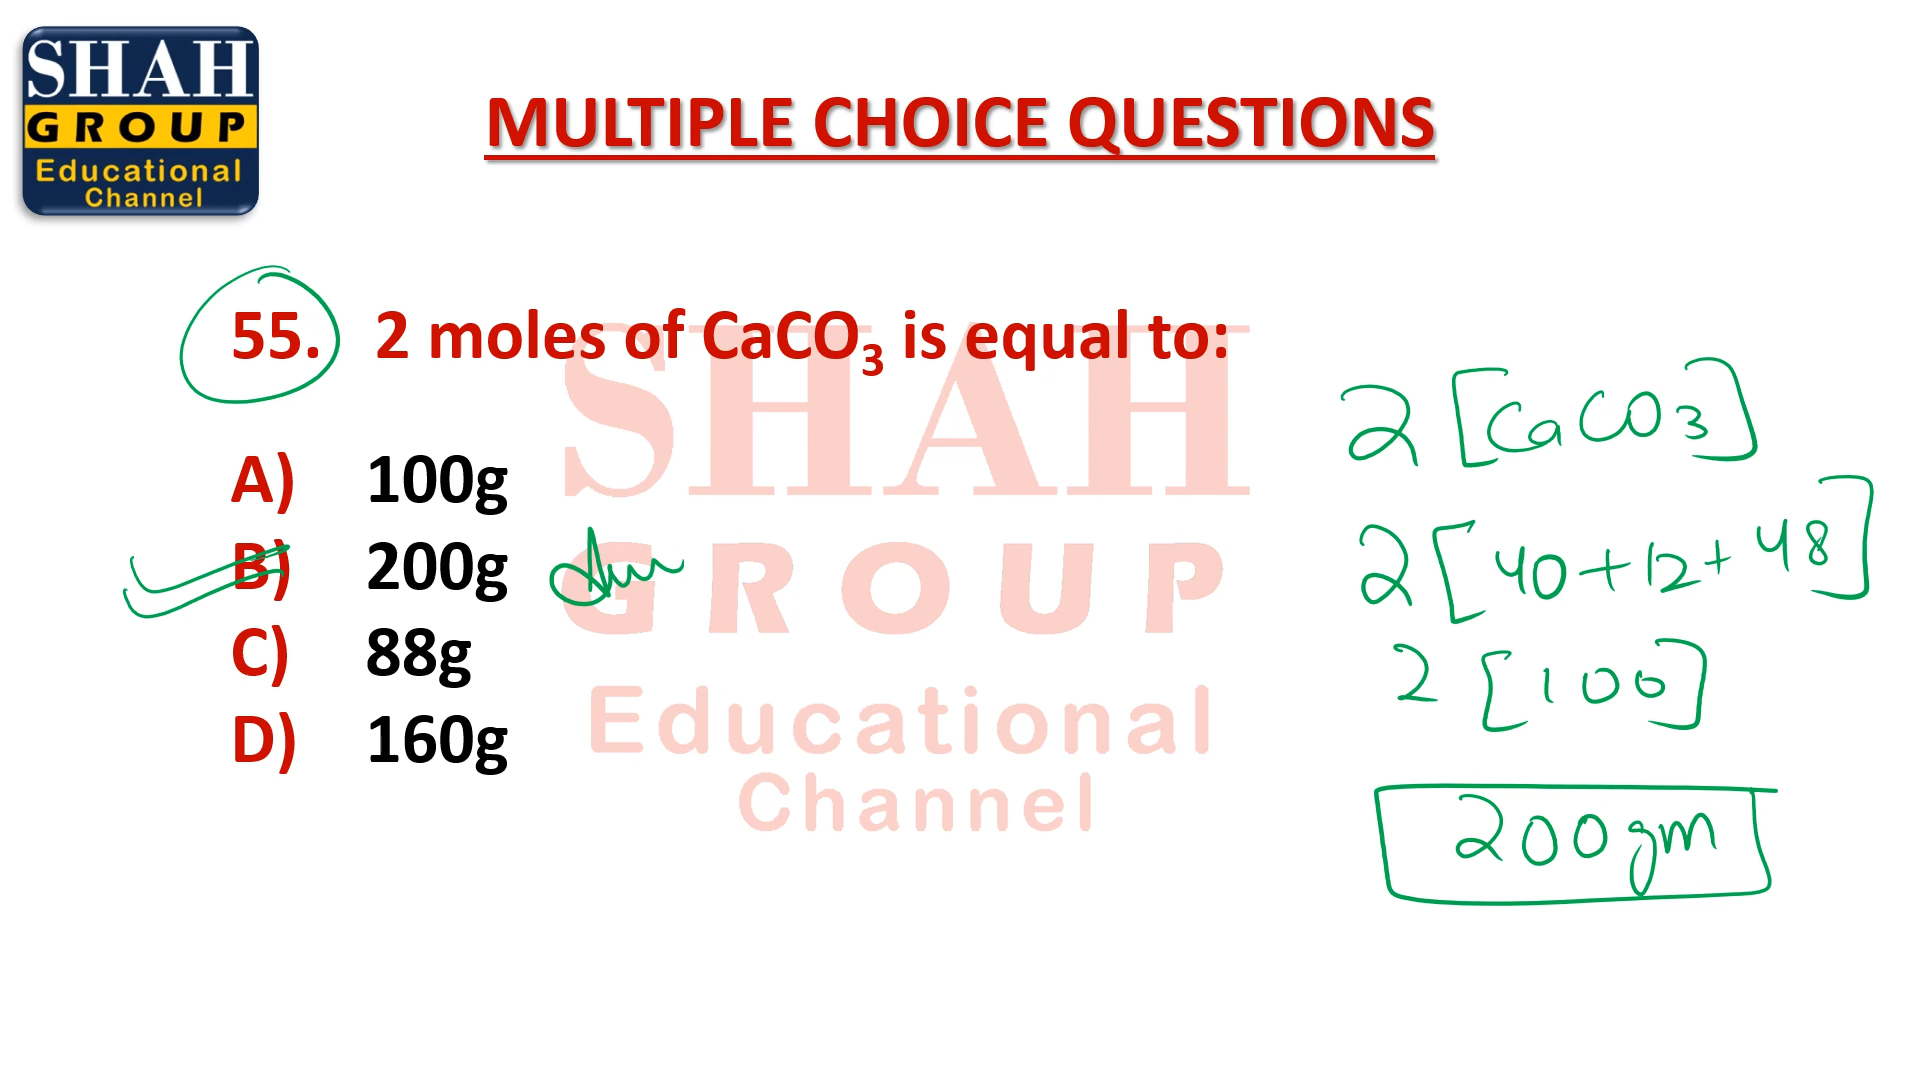 SHAH
GROUP
Educational
Channel
MULTIPLE CHOICE QUESTIONS
55. 2 moles of CaCO₃ is equal to:
A) 100g
B) 200g
C) 88g
D) 160g
2 [CaCO3]
2 [40+12+48]
2 [100]
200gm
SHAH
GROUP
Educational
Channel